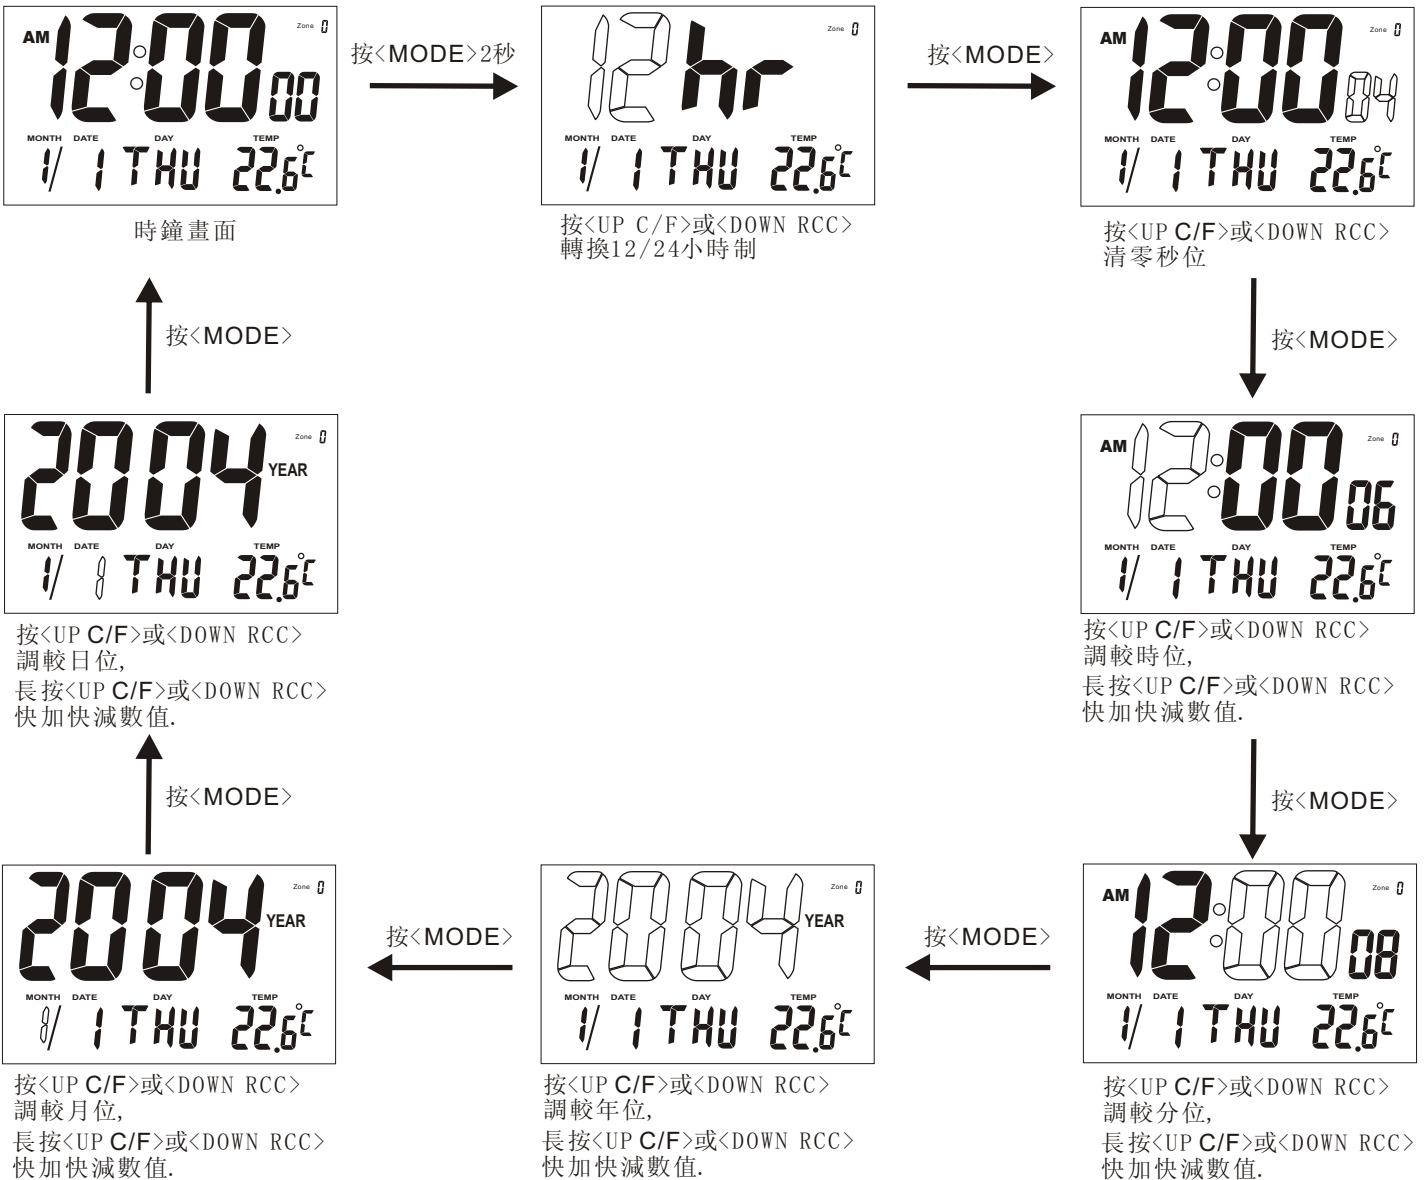 AM 12:00 00 Zone 0
MONTH DATE DAY TEMP
1/ 1 THU 22.6°C
時鐘畫面
按<MODE>2秒
12 hr Zone 0
MONTH DATE DAY TEMP
1/ 1 THU 22.6°C
按<UP C/F>或<DOWN RCC>
轉換12/24小時制
按<MODE>
AM 12:00 04 Zone 0
MONTH DATE DAY TEMP
1/ 1 THU 22.6°C
按<UP C/F>或<DOWN RCC>
清零秒位
按<MODE>
AM 12:00 06 Zone 0
MONTH DATE DAY TEMP
1/ 1 THU 22.6°C
按<UP C/F>或<DOWN RCC>
調較時位,
長按<UP C/F>或<DOWN RCC>
快加快減數值.
按<MODE>
AM 12:00 08 Zone 0
MONTH DATE DAY TEMP
1/ 1 THU 22.6°C
按<UP C/F>或<DOWN RCC>
調較分位,
長按<UP C/F>或<DOWN RCC>
快加快減數值.
按<MODE>
2004 YEAR Zone 0
MONTH DATE DAY TEMP
1/ 1 THU 22.6°C
按<UP C/F>或<DOWN RCC>
調較年位,
長按<UP C/F>或<DOWN RCC>
快加快減數值.
按<MODE>
2004 YEAR Zone 0
MONTH DATE DAY TEMP
1/ 1 THU 22.6°C
按<UP C/F>或<DOWN RCC>
調較月位,
長按<UP C/F>或<DOWN RCC>
快加快減數值.
按<MODE>
2004 YEAR Zone 0
MONTH DATE DAY TEMP
1/ 1 THU 22.6°C
按<UP C/F>或<DOWN RCC>
調較日位,
長按<UP C/F>或<DOWN RCC>
快加快減數值.
按<MODE>